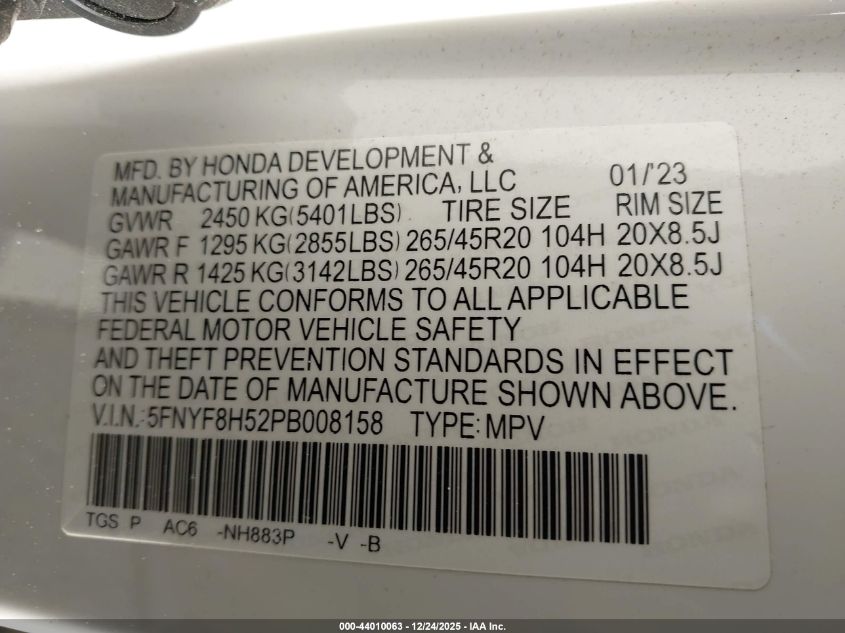 MFD. BY HONDA DEVELOPMENT &
MANUFACTURING OF AMERICA, LLC 01/'23
GVWR 2450 KG(5401LBS) TIRE SIZE RIM SIZE
GAWR F 1295 KG(2855LBS) 265/45R20 104H 20X8.5J
GAWR R 1425 KG(3142LBS) 265/45R20 104H 20X8.5J
THIS VEHICLE CONFORMS TO ALL APPLICABLE
FEDERAL MOTOR VEHICLE SAFETY
AND THEFT PREVENTION STANDARDS IN EFFECT
ON THE DATE OF MANUFACTURE SHOWN ABOVE.
V.I.N.: 5FNYF8H52PB008158 TYPE: MPV
TGS P AC6 -NH883P -V -B
000-44010063 - 12/24/2025 - IAA Inc.